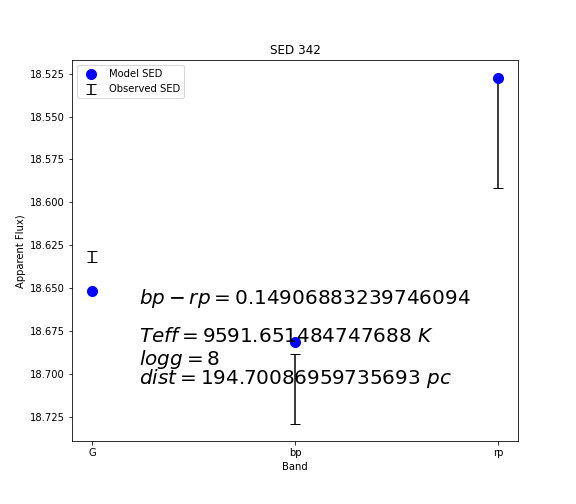 SED 342
Model SED
Observed SED
18.525
18.550
18.575
18.600
18.625
18.650
18.675
18.700
18.725
Apparent Flux)
bp − rp = 0.14906883239746094
Teff = 9591.651484747688 K
logg = 8
dist = 194.70086959735693 pc
G bp rp
Band